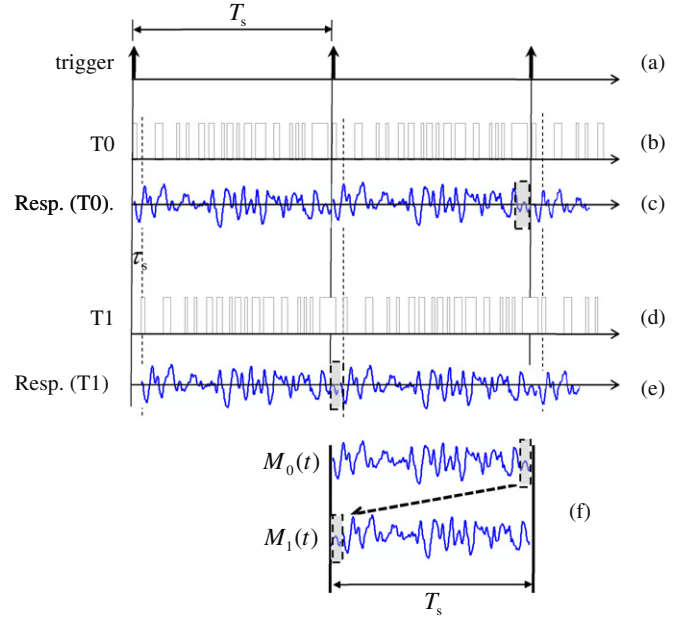 Tₛ
trigger (a)
T0 (b)
Resp. (T0). (c)
τₛ
T1 (d)
Resp. (T1) (e)
M₀(t)
(f)
M₁(t)
Tₛ